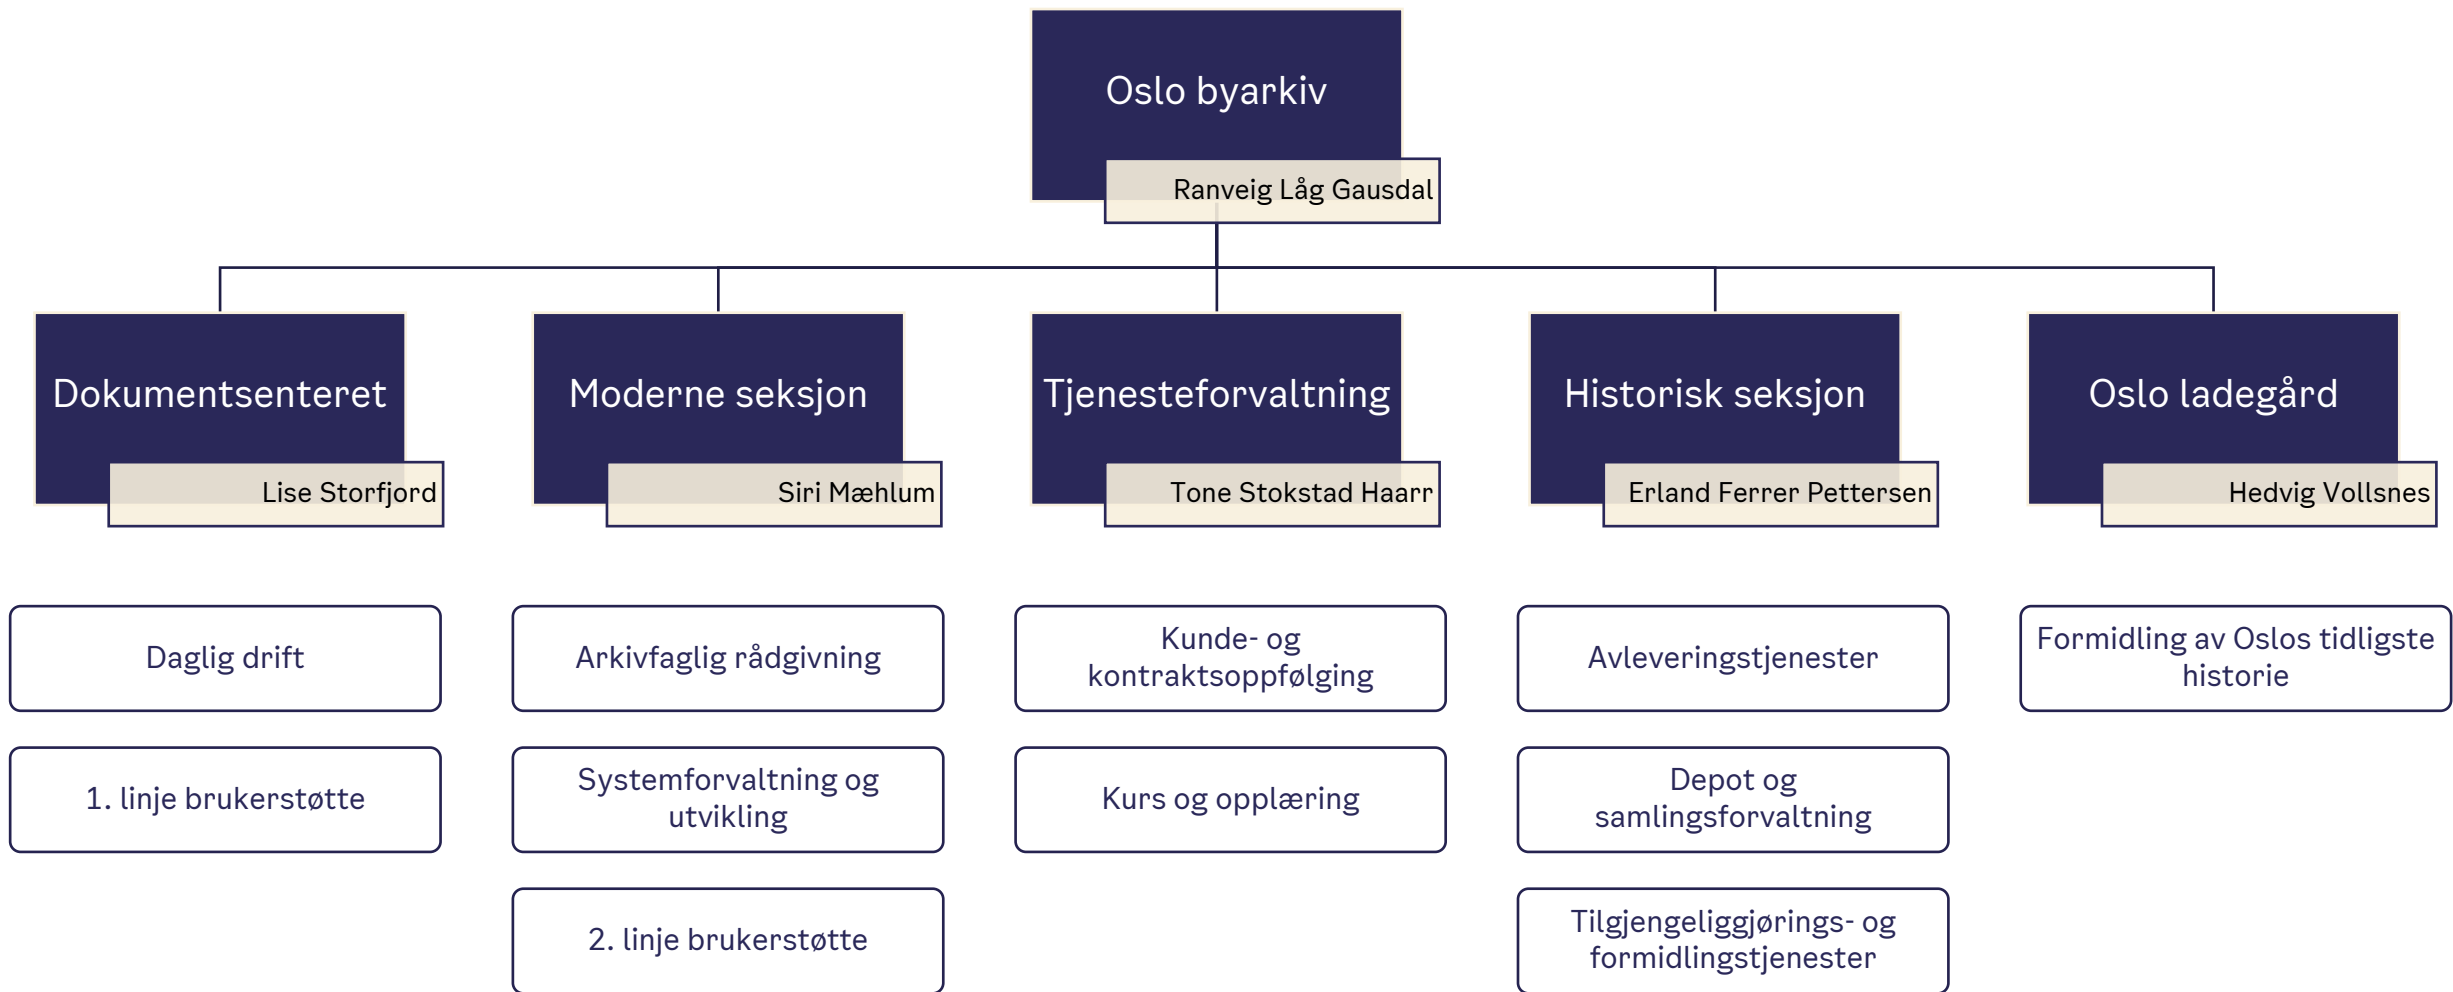 Oslo byarkiv
Ranveig Låg Gausdal
Dokumentsenteret
Lise Storfjord
Moderne seksjon
Siri Mæhlum
Tjenesteforvaltning
Tone Stokstad Haarr
Historisk seksjon
Erland Ferrer Pettersen
Oslo ladegård
Hedvig Vollsnes
Daglig drift
1. linje brukerstøtte
Arkivfaglig rådgivning
Systemforvaltning og
utvikling
2. linje brukerstøtte
Kunde- og
kontraktsoppfølging
Kurs og opplæring
Avleveringstjenester
Depot og
samlingsforvaltning
Tilgjengeliggjørings- og
formidlingstjenester
Formidling av Oslos tidligste
historie